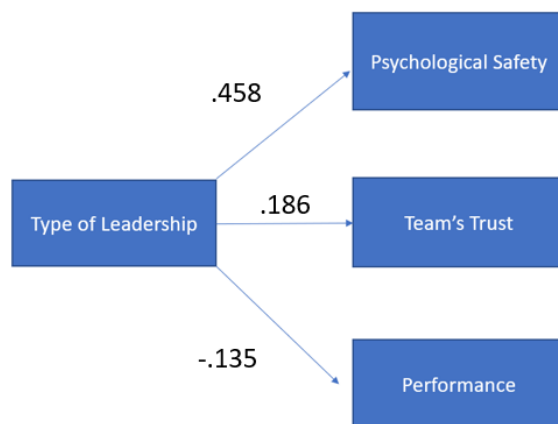 Psychological Safety
.458
Type of Leadership
.186
Team's Trust
-.135
Performance